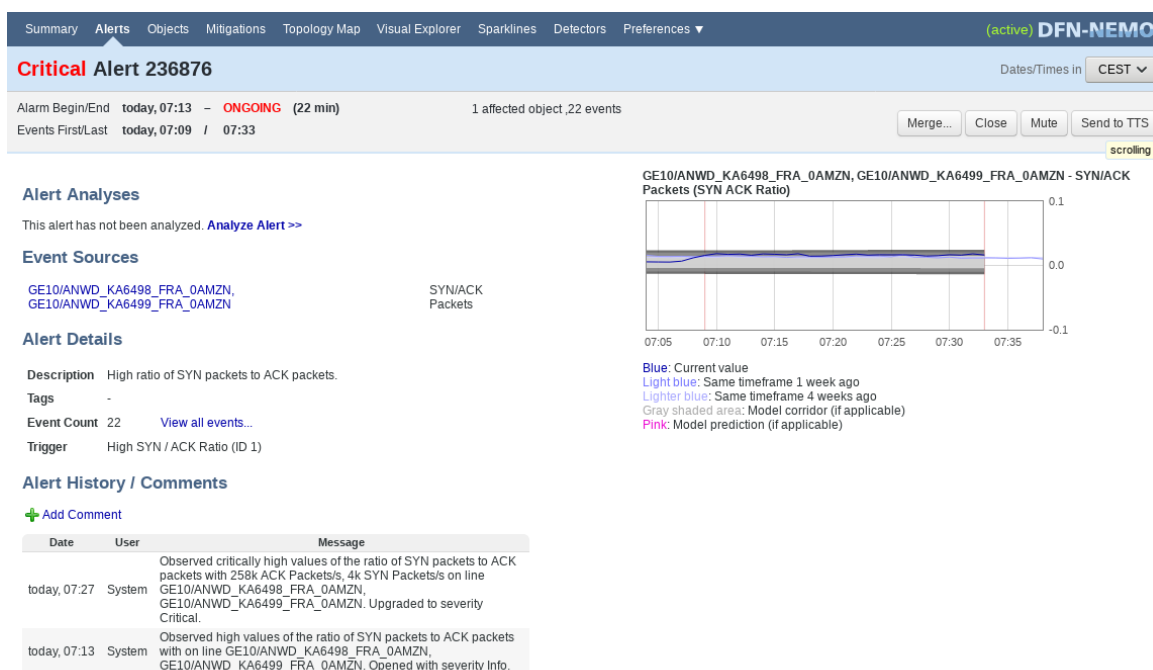 Summary Alerts Objects Mitigations Topology Map Visual Explorer Sparklines Detectors Preferences ▼ (active) DFN-NEMO
Critical Alert 236876 Dates/Times in CEST
Alarm Begin/End today, 07:13 – ONGOING (22 min) 1 affected object ,22 events
Events First/Last today, 07:09 / 07:33
Merge... Close Mute Send to TTS
scrolling
Alert Analyses
This alert has not been analyzed. Analyze Alert >>
Event Sources
GE10/ANWD_KA6498_FRA_0AMZN, SYN/ACK
GE10/ANWD_KA6499_FRA_0AMZN Packets
Alert Details
Description High ratio of SYN packets to ACK packets.
Tags -
Event Count 22 View all events...
Trigger High SYN / ACK Ratio (ID 1)
Alert History / Comments
Add Comment
Date User Message
Observed critically high values of the ratio of SYN packets to ACK
packets with 258k ACK Packets/s, 4k SYN Packets/s on line
today, 07:27 System GE10/ANWD_KA6498_FRA_0AMZN,
GE10/ANWD_KA6499_FRA_0AMZN. Upgraded to severity
Critical.
Observed high values of the ratio of SYN packets to ACK packets
today, 07:13 System with on line GE10/ANWD_KA6498_FRA_0AMZN,
GE10/ANWD_KA6499_FRA_0AMZN. Opened with severity Info.
GE10/ANWD_KA6498_FRA_0AMZN, GE10/ANWD_KA6499_FRA_0AMZN - SYN/ACK
Packets (SYN ACK Ratio)
0.1
0.0
-0.1
07:05 07:10 07:15 07:20 07:25 07:30 07:35
Blue: Current value
Light blue: Same timeframe 1 week ago
Lighter blue: Same timeframe 4 weeks ago
Gray shaded area: Model corridor (if applicable)
Pink: Model prediction (if applicable)